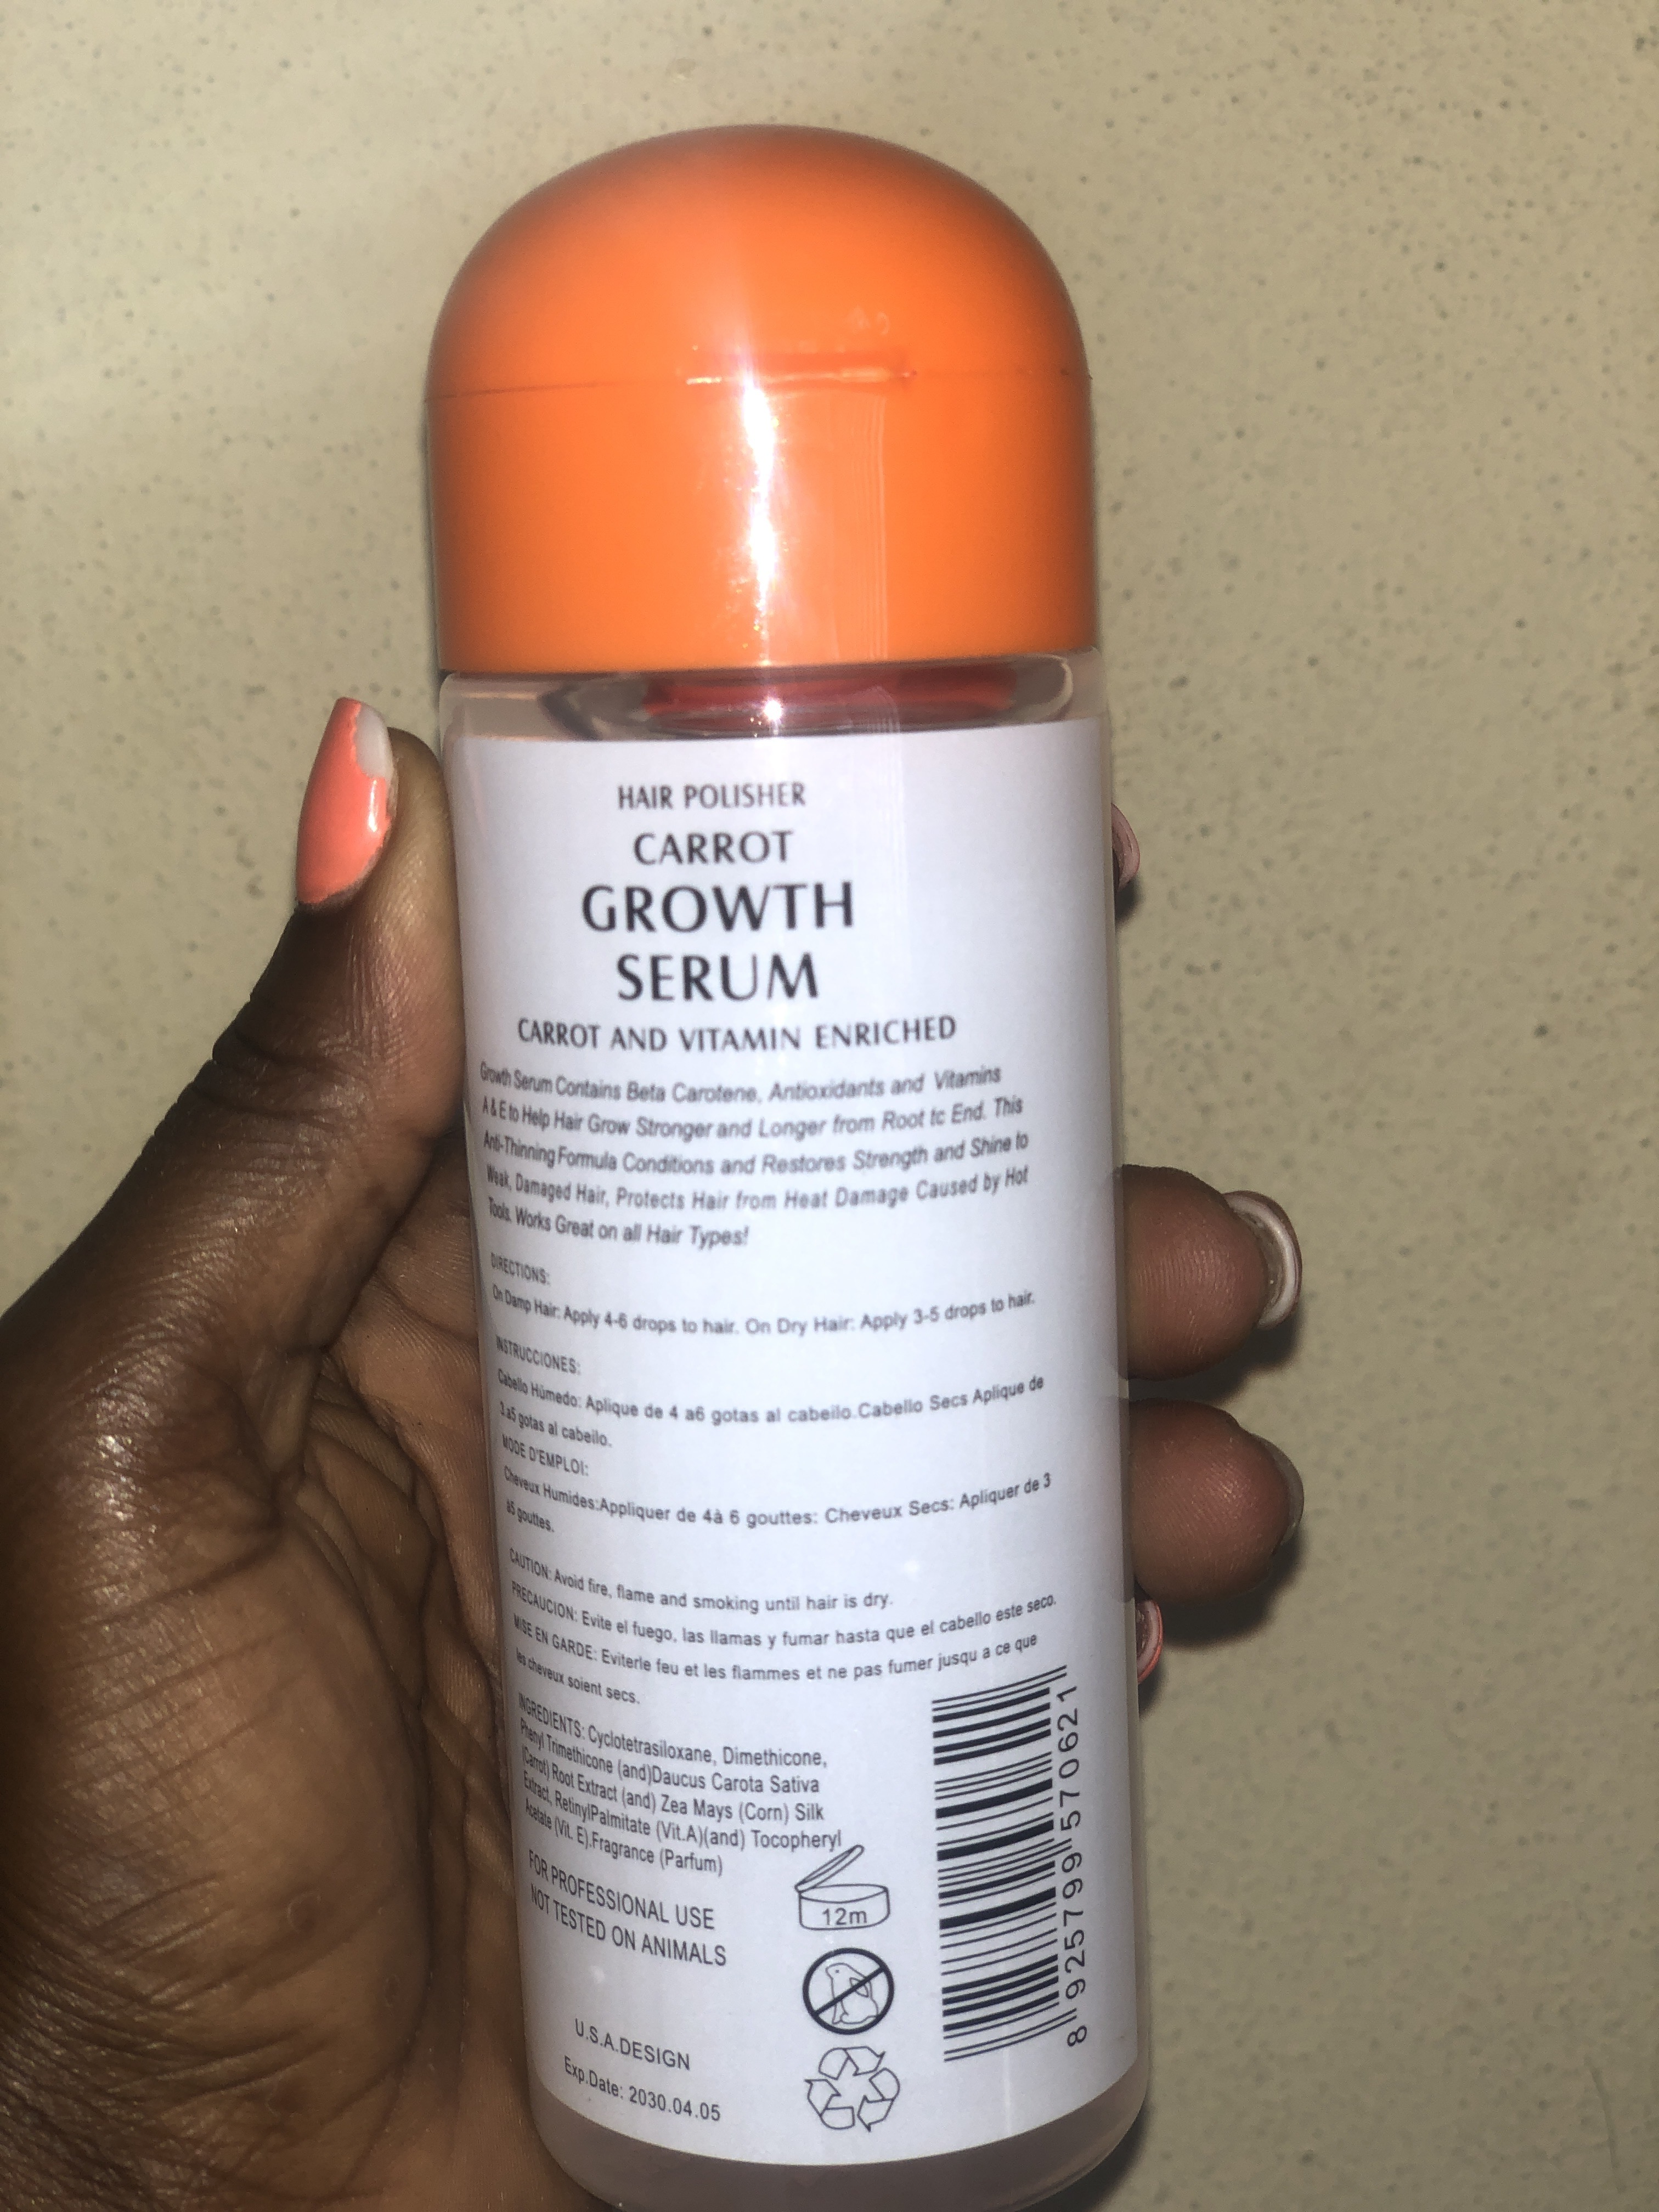 HAIR POLISHER
CARROT
GROWTH
SERUM
CARROT AND VITAMIN ENRICHED
Growth Serum Contains Beta Carotene, Antioxidants and Vitamins
A & E to Help Hair Grow Stronger and Longer from Root tc End. This
Anti-Thinning Formula Conditions and Restores Strength and Shine to
Weak, Damaged Hair, Protects Hair from Heat Damage Caused by Hot
Tools. Works Great on all Hair Types!
DIRECTIONS:
On Damp Hair: Apply 4-6 drops to hair. On Dry Hair: Apply 3-5 drops to hair.
INSTRUCCIONES:
Cabello Húmedo: Aplique de 4 a6 gotas al cabeilo.Cabello Secs Aplique de
3 a5 gotas al cabeilo.
MODE D'EMPLOI:
Cheveux Humides:Appliquer de 4à 6 gouttes: Cheveux Secs: Apliquer de 3
à5 gouttes.
CAUTION: Avoid fire, flame and smoking until hair is dry.
PRECAUCION: Evite el fuego, las llamas y fumar hasta que el cabello este seco.
MISE EN GARDE: Eviterle feu et les flammes et ne pas fumer jusqu a ce que
les cheveux soient secs.
INGREDIENTS: Cyclotetrasiloxane, Dimethicone,
Phenyl Trimethicone (and)Daucus Carota Sativa
(Carrot) Root Extract (and) Zea Mays (Corn) Silk
Extract, RetinylPalmitate (Vit.A)(and) Tocopheryl
Acetate (Vit. E).Fragrance (Parfum)
FOR PROFESSIONAL USE
NOT TESTED ON ANIMALS
12m
U.S.A.DESIGN
Exp.Date: 2030.04.05
8 925799 570621